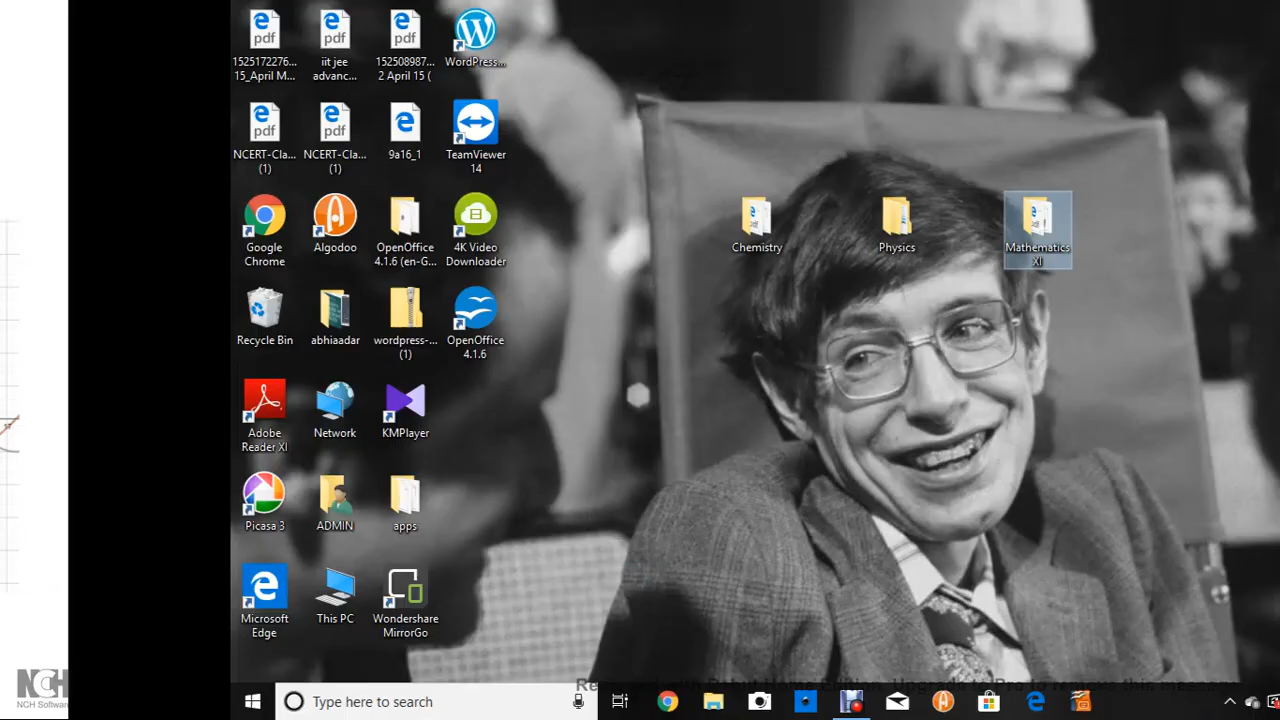 1525172276...
15_April M...
iit jee
advanc...
152508987...
2 April 15 (
WordPress...
NCERT-Cla...
(1)
NCERT-Cla...
(1)
9a16_1
TeamViewer
14
Google
Chrome
Algodoo
OpenOffice
4.1.6 (en-G...
4K Video
Downloader
Chemistry
Physics
Mathematics
XI
Recycle Bin
abhiaadar
wordpress-...
(1)
OpenOffice
4.1.6
Adobe
Reader XI
Network
KMPlayer
Picasa 3
ADMIN
apps
Microsoft
Edge
This PC
Wondershare
MirrorGo
NCH
NCH Software
Type here to search